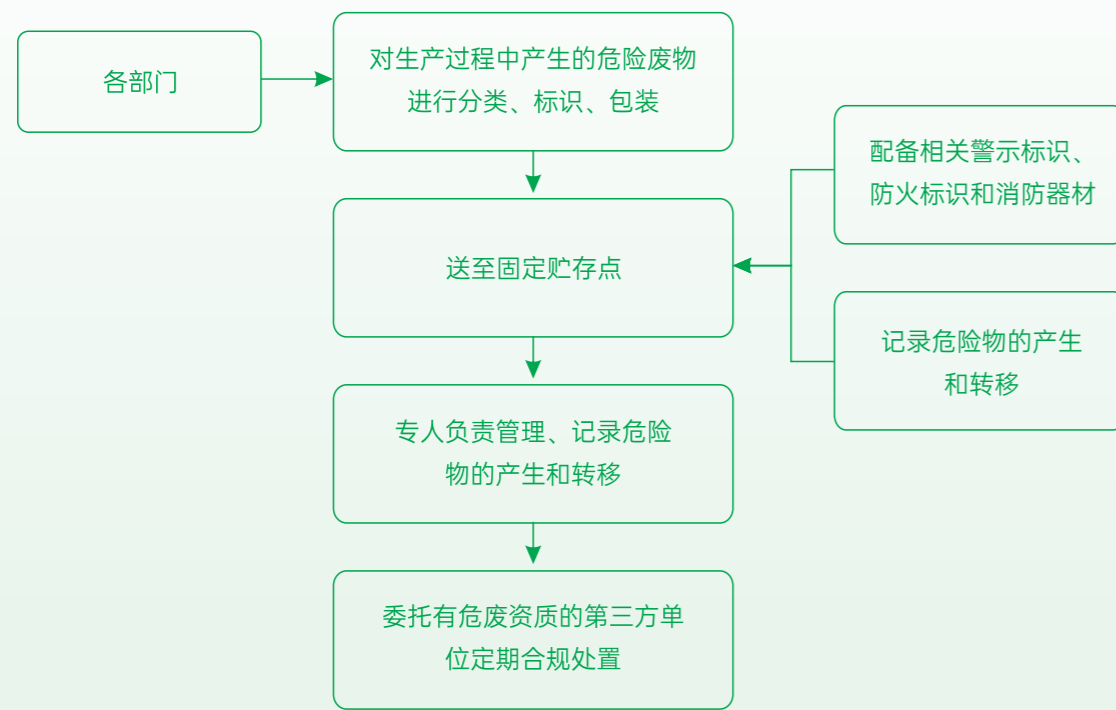 各部门
对生产过程中产生的危险废物
进行分类、标识、包装
配备相关警示标识、
防火标识和消防器材
送至固定贮存点
记录危险物的产生
和转移
专人负责管理、记录危险
物的产生和转移
委托有危废资质的第三方单
位定期合规处置